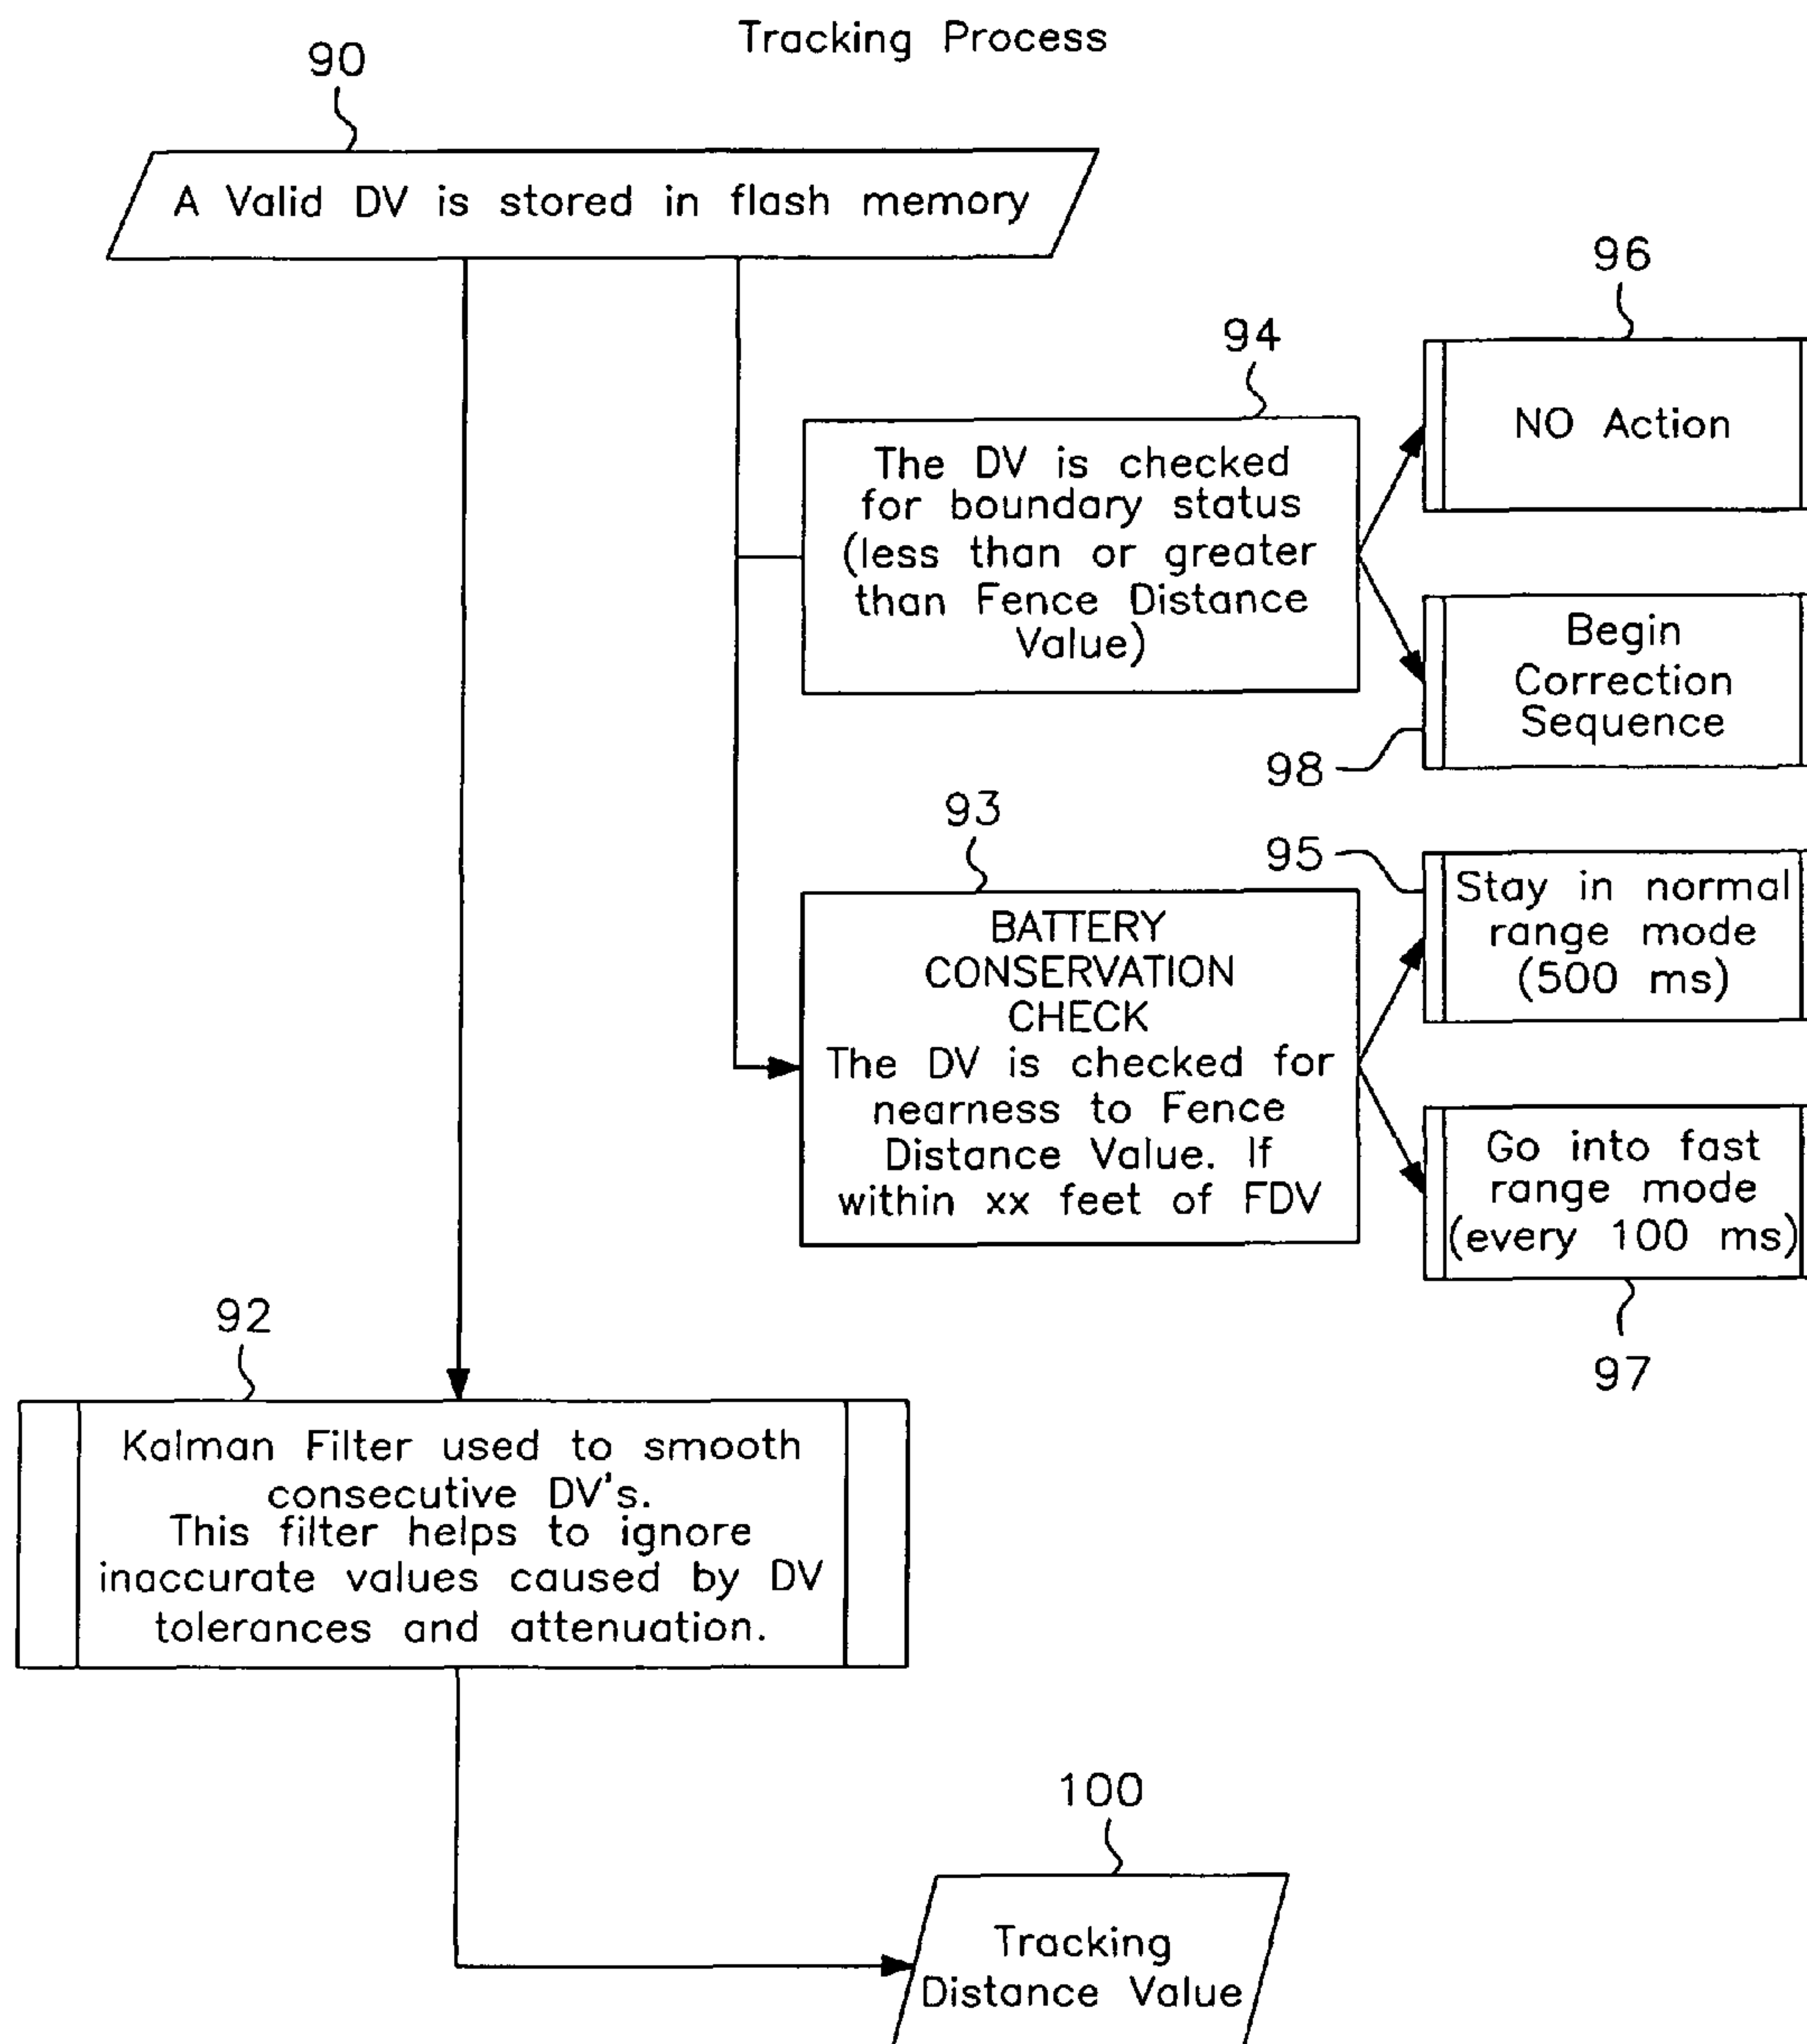 Tracking Process
90
A Valid DV is stored in flash memory
96
NO Action
94
The DV is checked
for boundary status
(less than or greater
than Fence Distance
Value)
Begin
Correction
Sequence
98
93
BATTERY
CONSERVATION
CHECK
The DV is checked for
nearness to Fence
Distance Value. If
within xx feet of FDV
95
Stay in normal
range mode
(500 ms)
Go into fast
range mode
(every 100 ms)
97
92
Kalman Filter used to smooth
consecutive DV's.
This filter helps to ignore
inaccurate values caused by DV
tolerances and attenuation.
100
Tracking
Distance Value